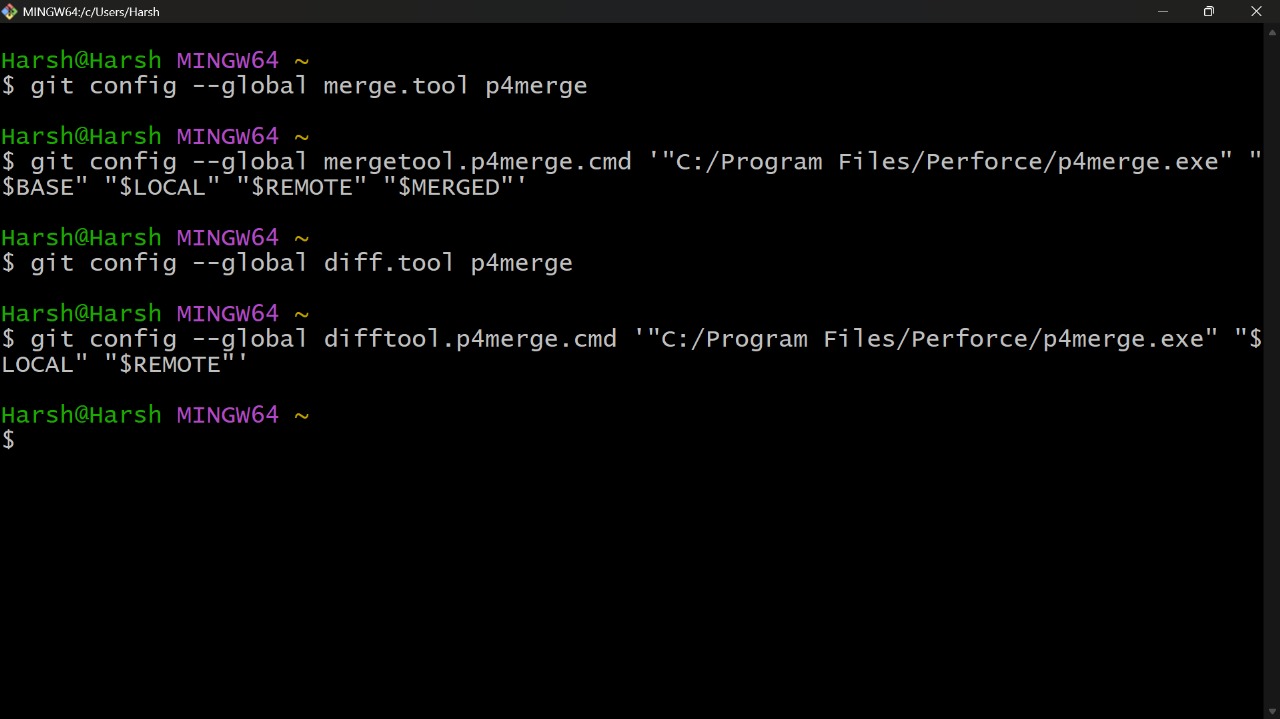 MINGW64:/c/Users/Harsh
Harsh@Harsh MINGW64 ~
$ git config --global merge.tool p4merge
Harsh@Harsh MINGW64 ~
$ git config --global mergetool.p4merge.cmd '"C:/Program Files/Perforce/p4merge.exe" "
$BASE" "$LOCAL" "$REMOTE" "$MERGED"'
Harsh@Harsh MINGW64 ~
$ git config --global diff.tool p4merge
Harsh@Harsh MINGW64 ~
$ git config --global difftool.p4merge.cmd '"C:/Program Files/Perforce/p4merge.exe" "$
LOCAL" "$REMOTE"'
Harsh@Harsh MINGW64 ~
$